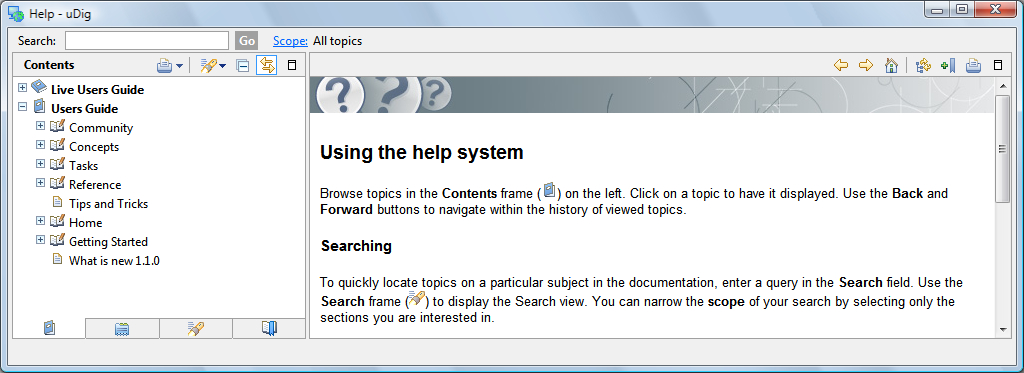 Help - uDig
Search: Go Scope: All topics
Contents
Live Users Guide
Users Guide
Community
Concepts
Tasks
Reference
Tips and Tricks
Home
Getting Started
What is new 1.1.0
Using the help system
Browse topics in the Contents frame ( ) on the left. Click on a topic to have it displayed. Use the Back and
Forward buttons to navigate within the history of viewed topics.
Searching
To quickly locate topics on a particular subject in the documentation, enter a query in the Search field. Use the
Search frame ( ) to display the Search view. You can narrow the scope of your search by selecting only the
sections you are interested in.